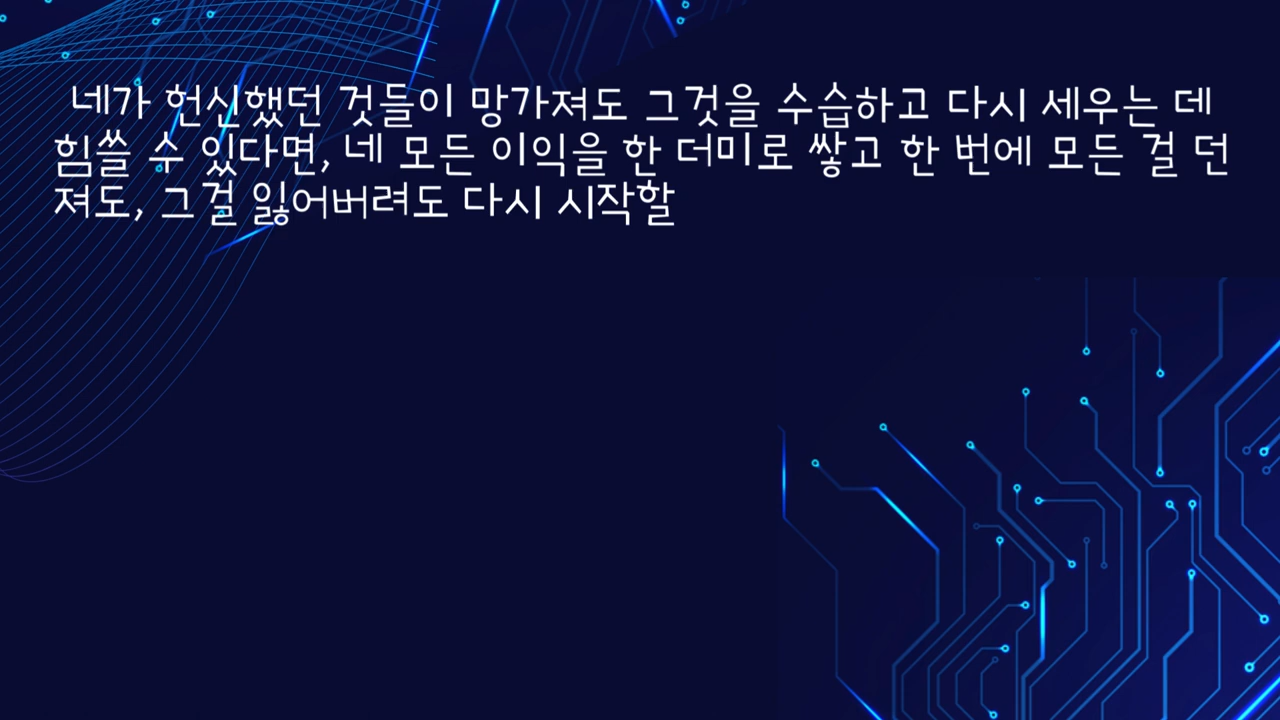 네가 헌신했던 것들이 망가져도 그것을 수습하고 다시 세우는 데
힘쓸 수 있다면, 네 모든 이익을 한 더미로 쌓고 한 번에 모든 걸 던
져도, 그걸 잃어버려도 다시 시작할